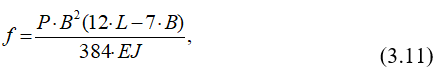 f = P·B²(12·L−7·B) / 384·EJ,
(3.11)